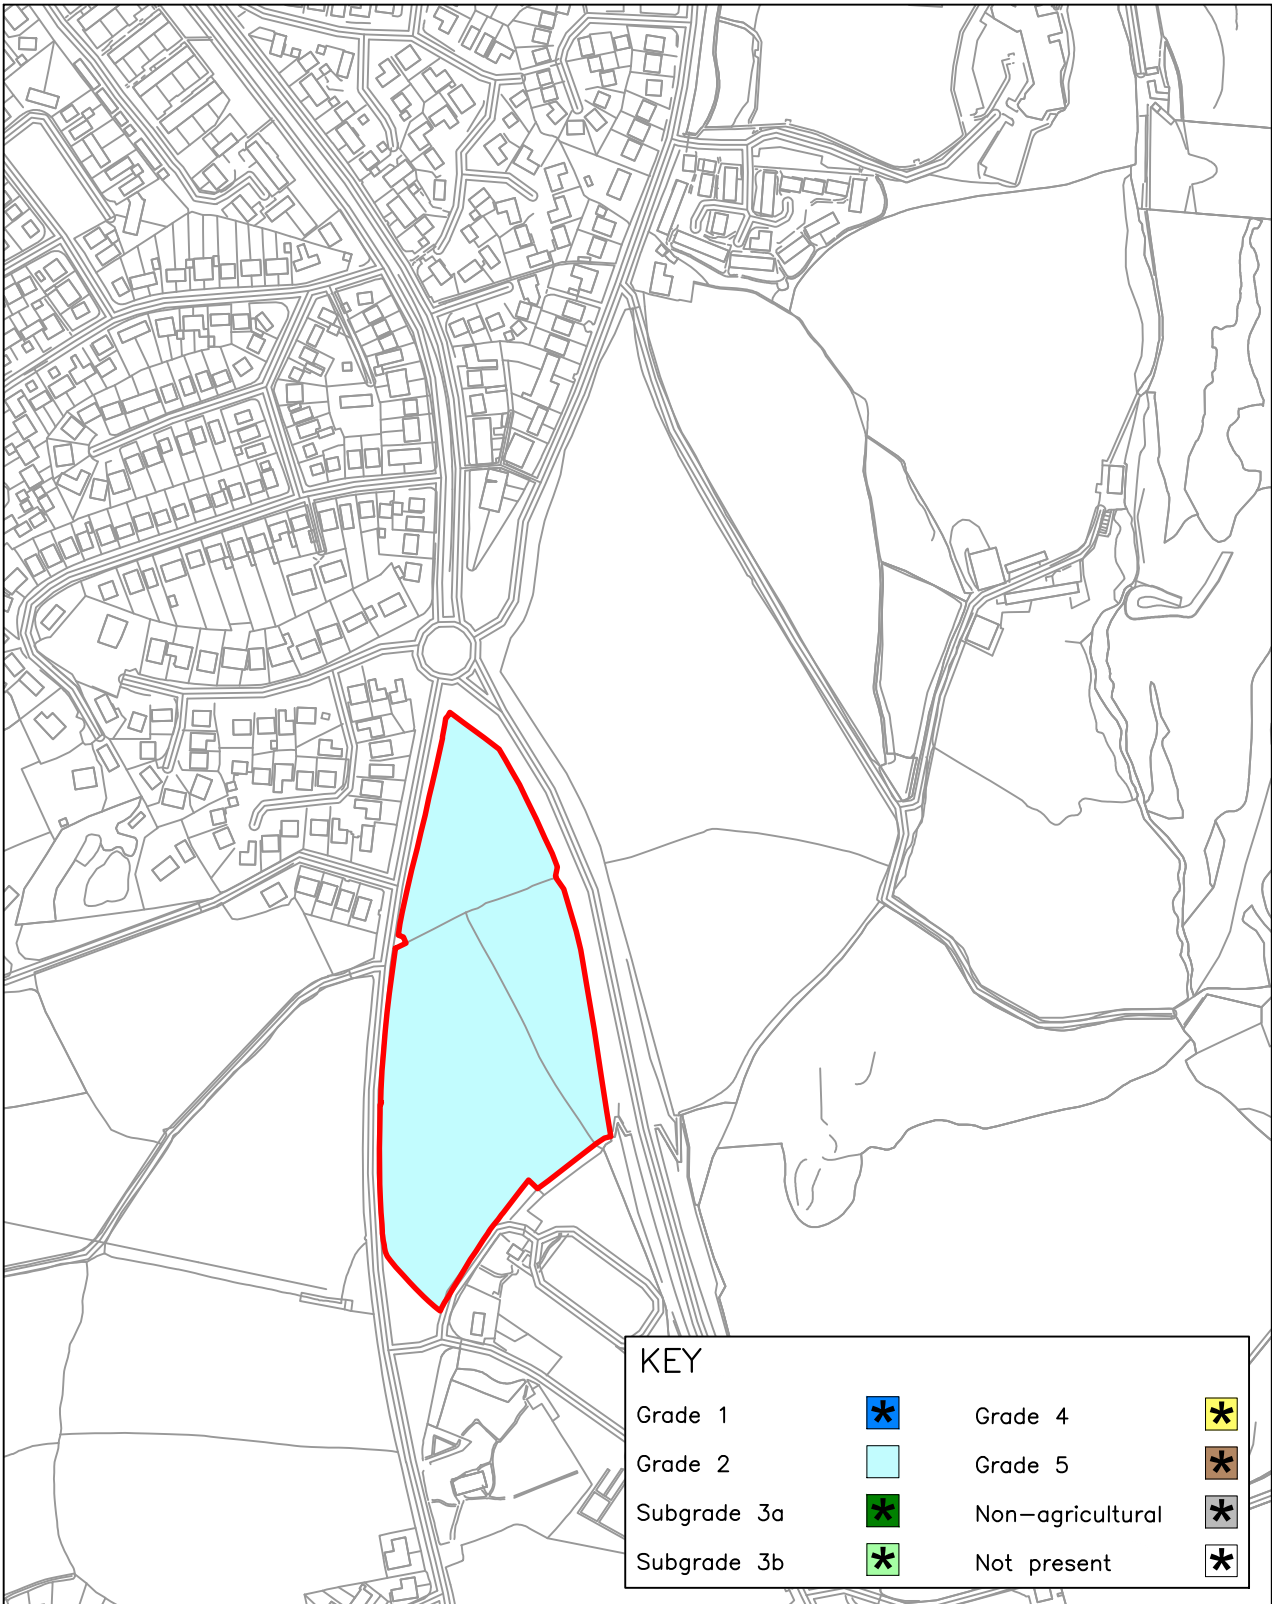 KEY
Grade 1 * Grade 4 *
Grade 2 Grade 5 *
Subgrade 3a * Non-agricultural *
Subgrade 3b * Not present *